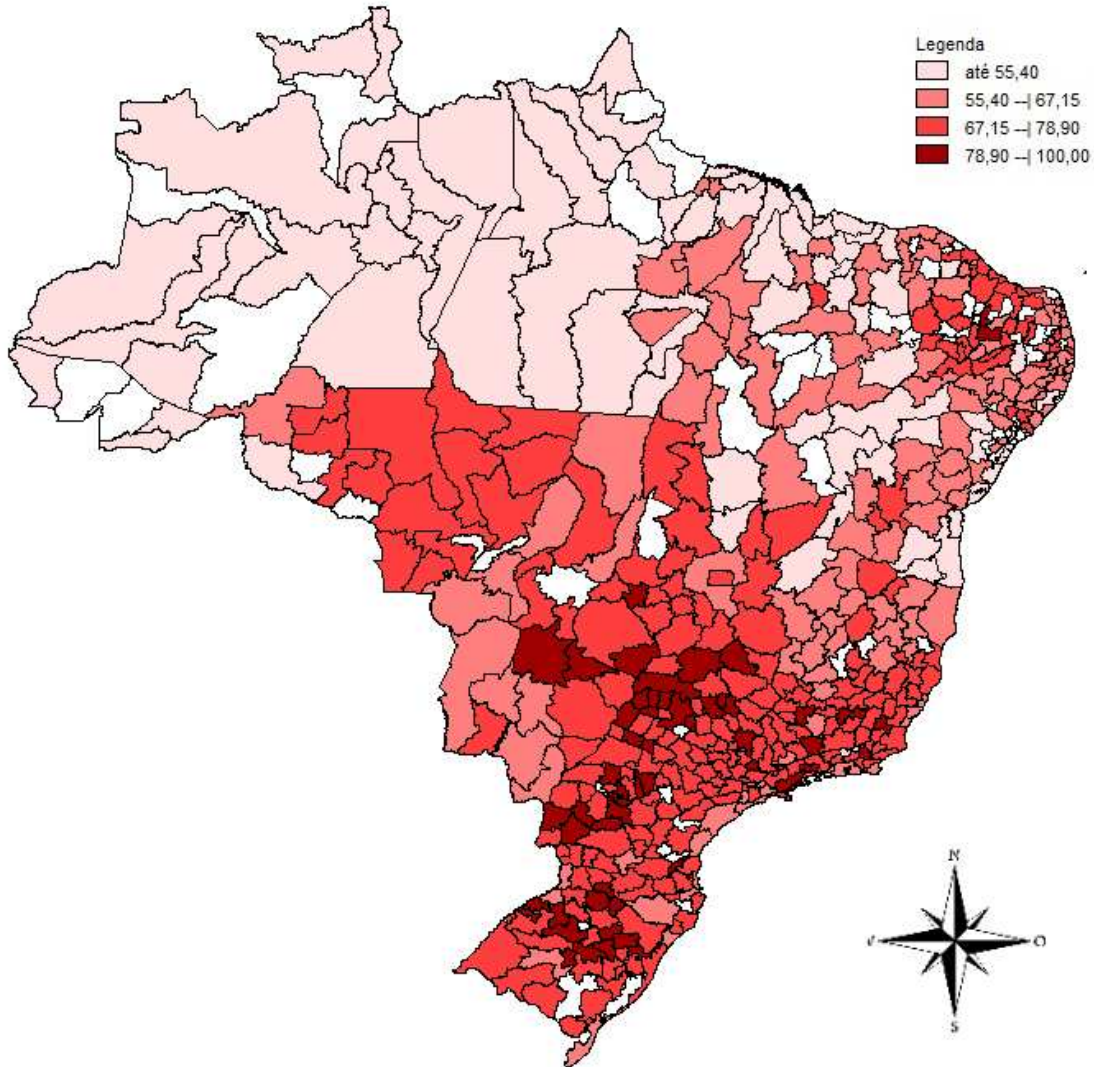 Legenda
até 55,40
55,40 --| 67,15
67,15 --| 78,90
78,90 --| 100,00
N
O
S